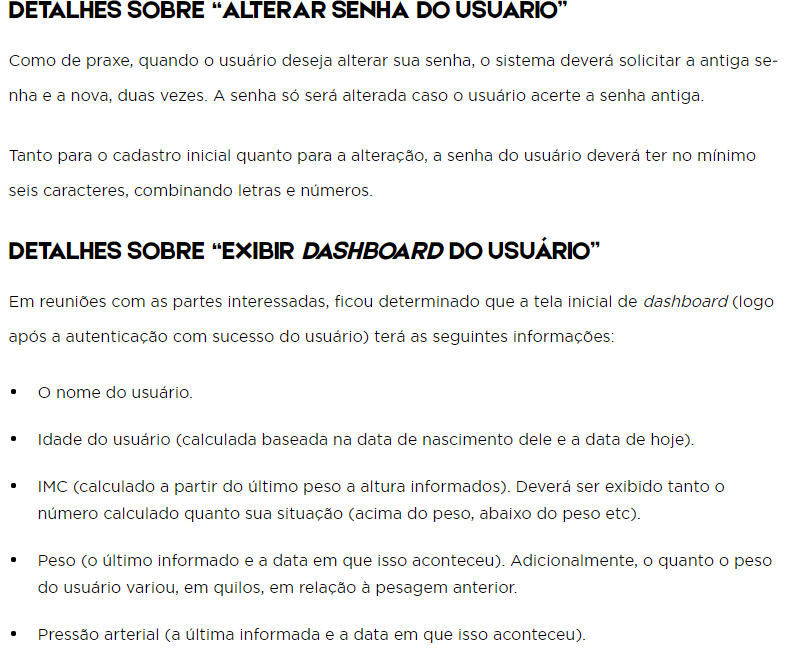 DETALHES SOBRE “ALTERAR SENHA DO USUÁRIO”
Como de praxe, quando o usuário deseja alterar sua senha, o sistema deverá solicitar a antiga se-
nha e a nova, duas vezes. A senha só será alterada caso o usuário acerte a senha antiga.
Tanto para o cadastro inicial quanto para a alteração, a senha do usuário deverá ter no mínimo
seis caracteres, combinando letras e números.
DETALHES SOBRE “EXIBIR DASHBOARD DO USUÁRIO”
Em reuniões com as partes interessadas, ficou determinado que a tela inicial de dashboard (logo
após a autenticação com sucesso do usuário) terá as seguintes informações:
• O nome do usuário.
• Idade do usuário (calculada baseada na data de nascimento dele e a data de hoje).
• IMC (calculado a partir do último peso a altura informados). Deverá ser exibido tanto o
número calculado quanto sua situação (acima do peso, abaixo do peso etc).
• Peso (o último informado e a data em que isso aconteceu). Adicionalmente, o quanto o peso
do usuário variou, em quilos, em relação à pesagem anterior.
• Pressão arterial (a última informada e a data em que isso aconteceu).